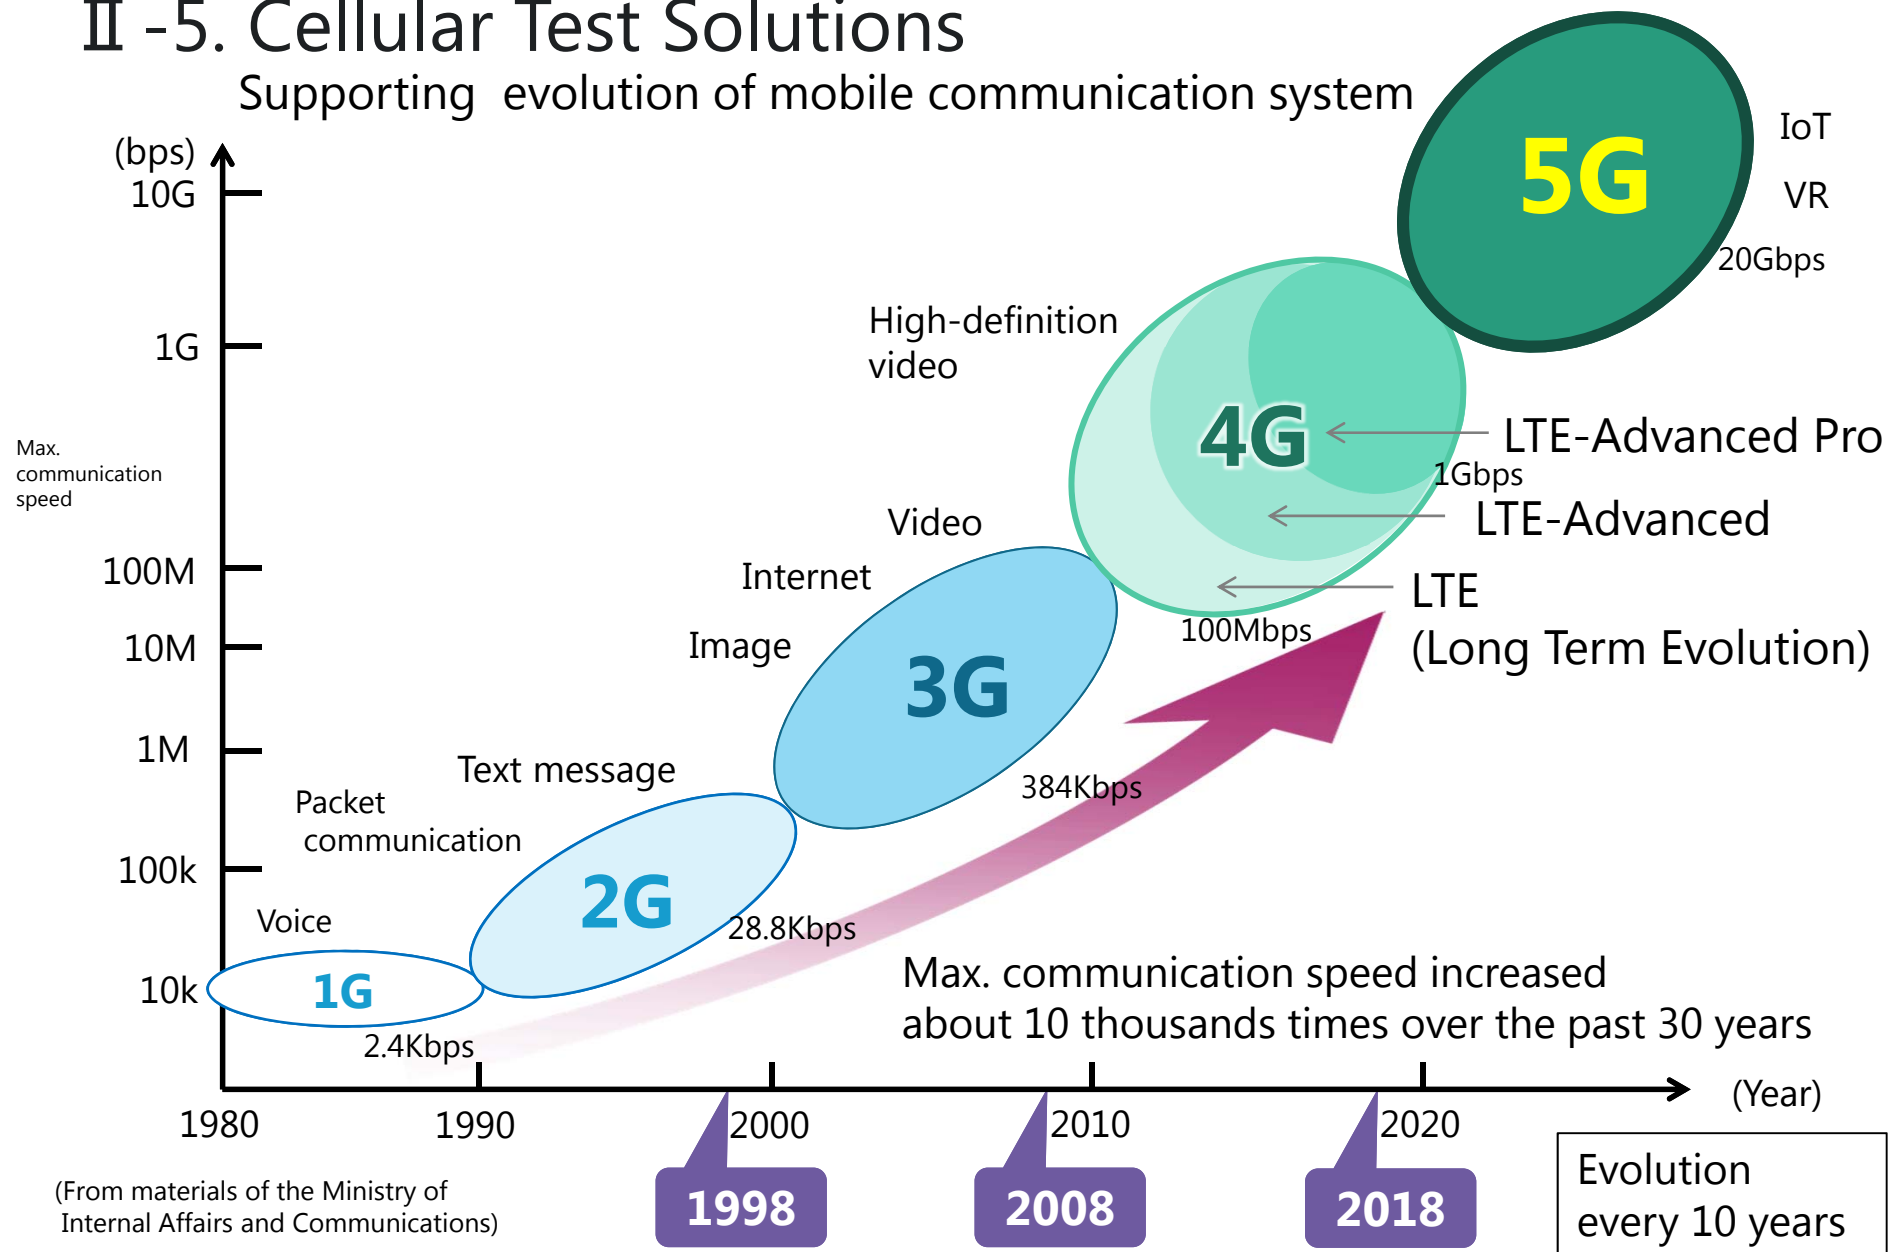 Ⅱ-5. Cellular Test Solutions
Supporting evolution of mobile communication system
(bps)
10G
1G
Max.
communication
speed
100M
10M
1M
100k
10k
5G
IoT
VR
20Gbps
High-definition
video
4G
LTE-Advanced Pro
1Gbps
LTE-Advanced
LTE
(Long Term Evolution)
100Mbps
Video
Internet
Image
3G
384Kbps
Text message
Packet
communication
2G
28.8Kbps
Voice
1G
2.4Kbps
Max. communication speed increased
about 10 thousands times over the past 30 years
(Year)
1980
1990
2000
2010
2020
1998
2008
2018
(From materials of the Ministry of
Internal Affairs and Communications)
Evolution
every 10 years